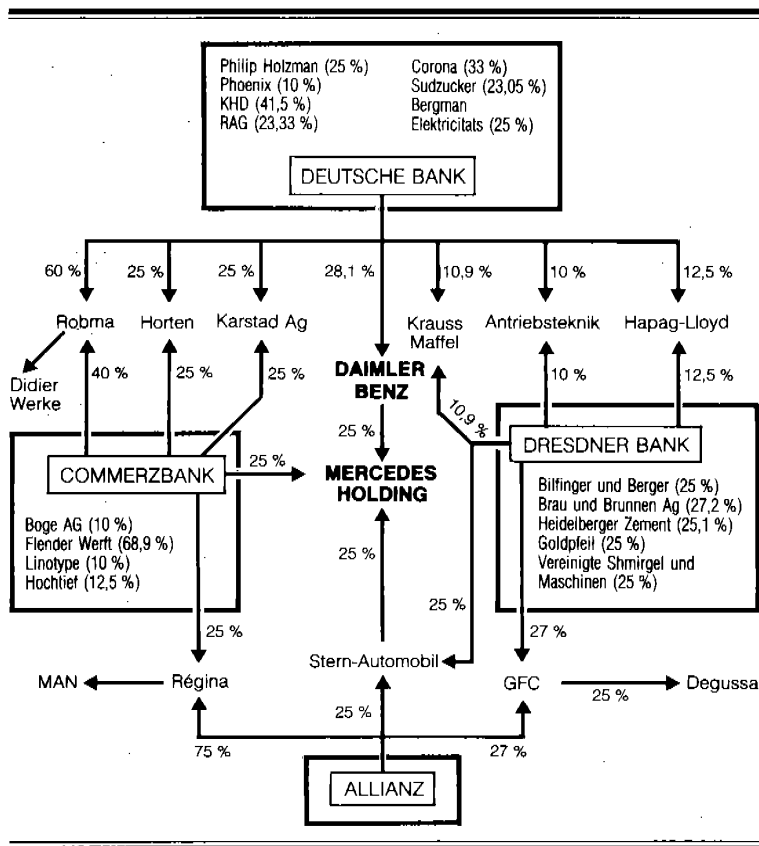 Philip Holzman (25 %)
Phoenix (10 %)
KHD (41,5 %)
RAG (23,33 %)
Corona (33 %)
Sudzucker (23,05 %)
Bergman
Elektricitats (25 %)
DEUTSCHE BANK
60 %
25 %
25 %
28,1 %
10,9 %
10 %
12,5 %
Robma
Horten
Karstad Ag
Krauss
Maffel
Antriebsteknik
Hapag-Lloyd
Didier
Werke
40 %
25 %
25 %
DAIMLER
BENZ
10,9 %
10 %
12,5 %
COMMERZBANK
25 %
25 %
MERCEDES
HOLDING
DRESDNER BANK
Boge AG (10 %)
Flender Werft (68,9 %)
Linotype (10 %)
Hochtief (12,5 %)
Bilfinger und Berger (25 %)
Brau und Brunnen Ag (27,2 %)
Heidelberger Zement (25,1 %)
Goldpfeil (25 %)
Vereinigte Shmirgel und
Maschinen (25 %)
25 %
25 %
25 %
27 %
MAN
Régina
Stern-Automobil
GFC
25 %
Degussa
75 %
25 %
27 %
ALLIANZ